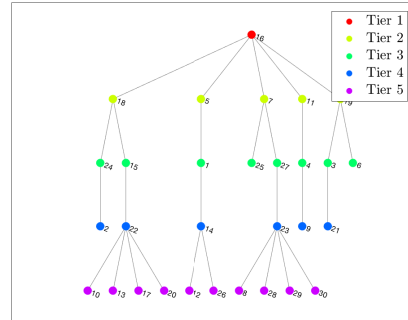 Tier 1
Tier 2
Tier 3
Tier 4
Tier 5
16
18 5 7 11 19
24 15 1 25 27 4 3 6
2 22 14 23 9 21
10 13 17 20 12 26 8 28 29 30